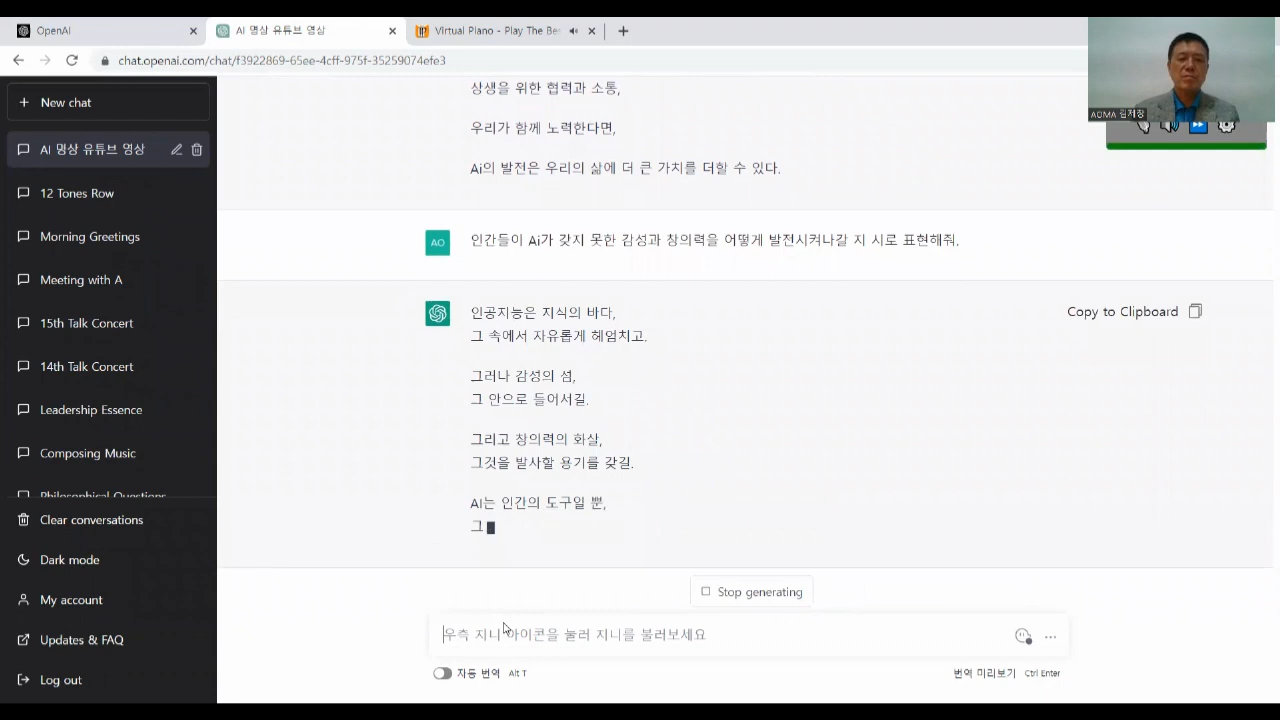 OpenAI
AI 명상 유튜브 영상
Virtual Piano - Play The Be
chat.openai.com/chat/f3922869-65ee-4cff-975f-35259074efe3
New chat
AI 명상 유튜브 영상
12 Tones Row
Morning Greetings
Meeting with A
15th Talk Concert
14th Talk Concert
Leadership Essence
Composing Music
Philosophical Questions
Clear conversations
Dark mode
My account
Updates & FAQ
Log out
상생을 위한 협력과 소통,
우리가 함께 노력한다면,
Ai의 발전은 우리의 삶에 더 큰 가치를 더할 수 있다.
AO
인간들이 Ai가 갖지 못한 감성과 창의력을 어떻게 발전시켜나갈 지 시로 표현해줘.
인공지능은 지식의 바다,
그 속에서 자유롭게 헤엄치고.
그러나 감성의 섬,
그 안으로 들어서길.
그리고 창의력의 화살,
그것을 발사할 용기를 갖길.
AI는 인간의 도구일 뿐,
그
Copy to Clipboard
Stop generating
우측 지니 아이콘을 눌러 지니를 불러보세요
자동 번역 Alt T
번역 미리보기 Ctrl Enter
AOMA 김제창